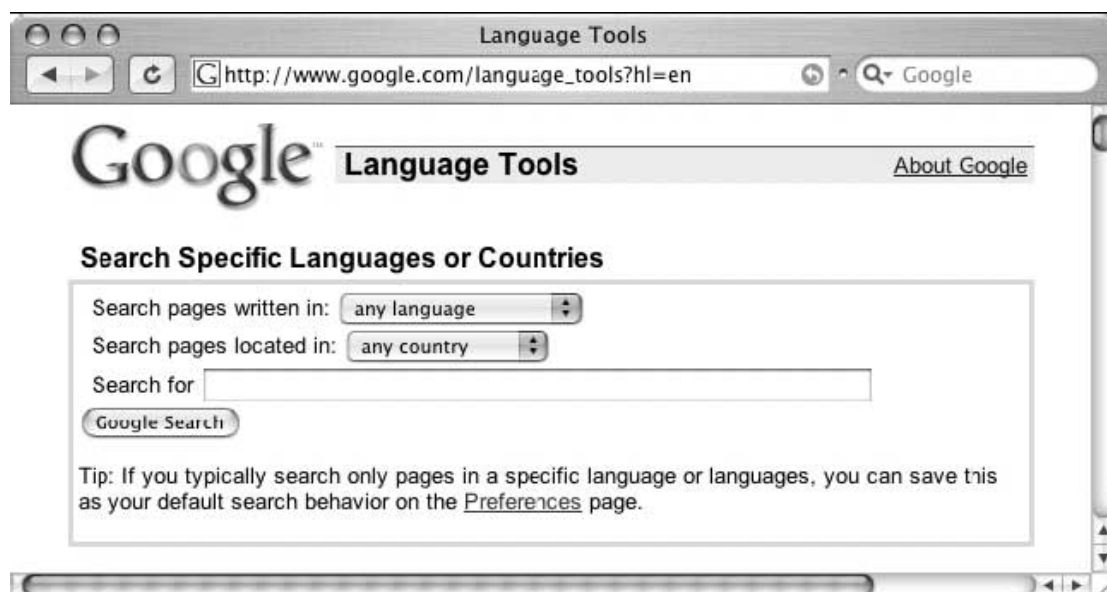 Language Tools
http://www.google.com/language_tools?hl=en
Google
Google™ Language Tools About Google
Search Specific Languages or Countries
Search pages written in: any language
Search pages located in: any country
Search for
Google Search
Tip: If you typically search only pages in a specific language or languages, you can save this
as your default search behavior on the Preferences page.